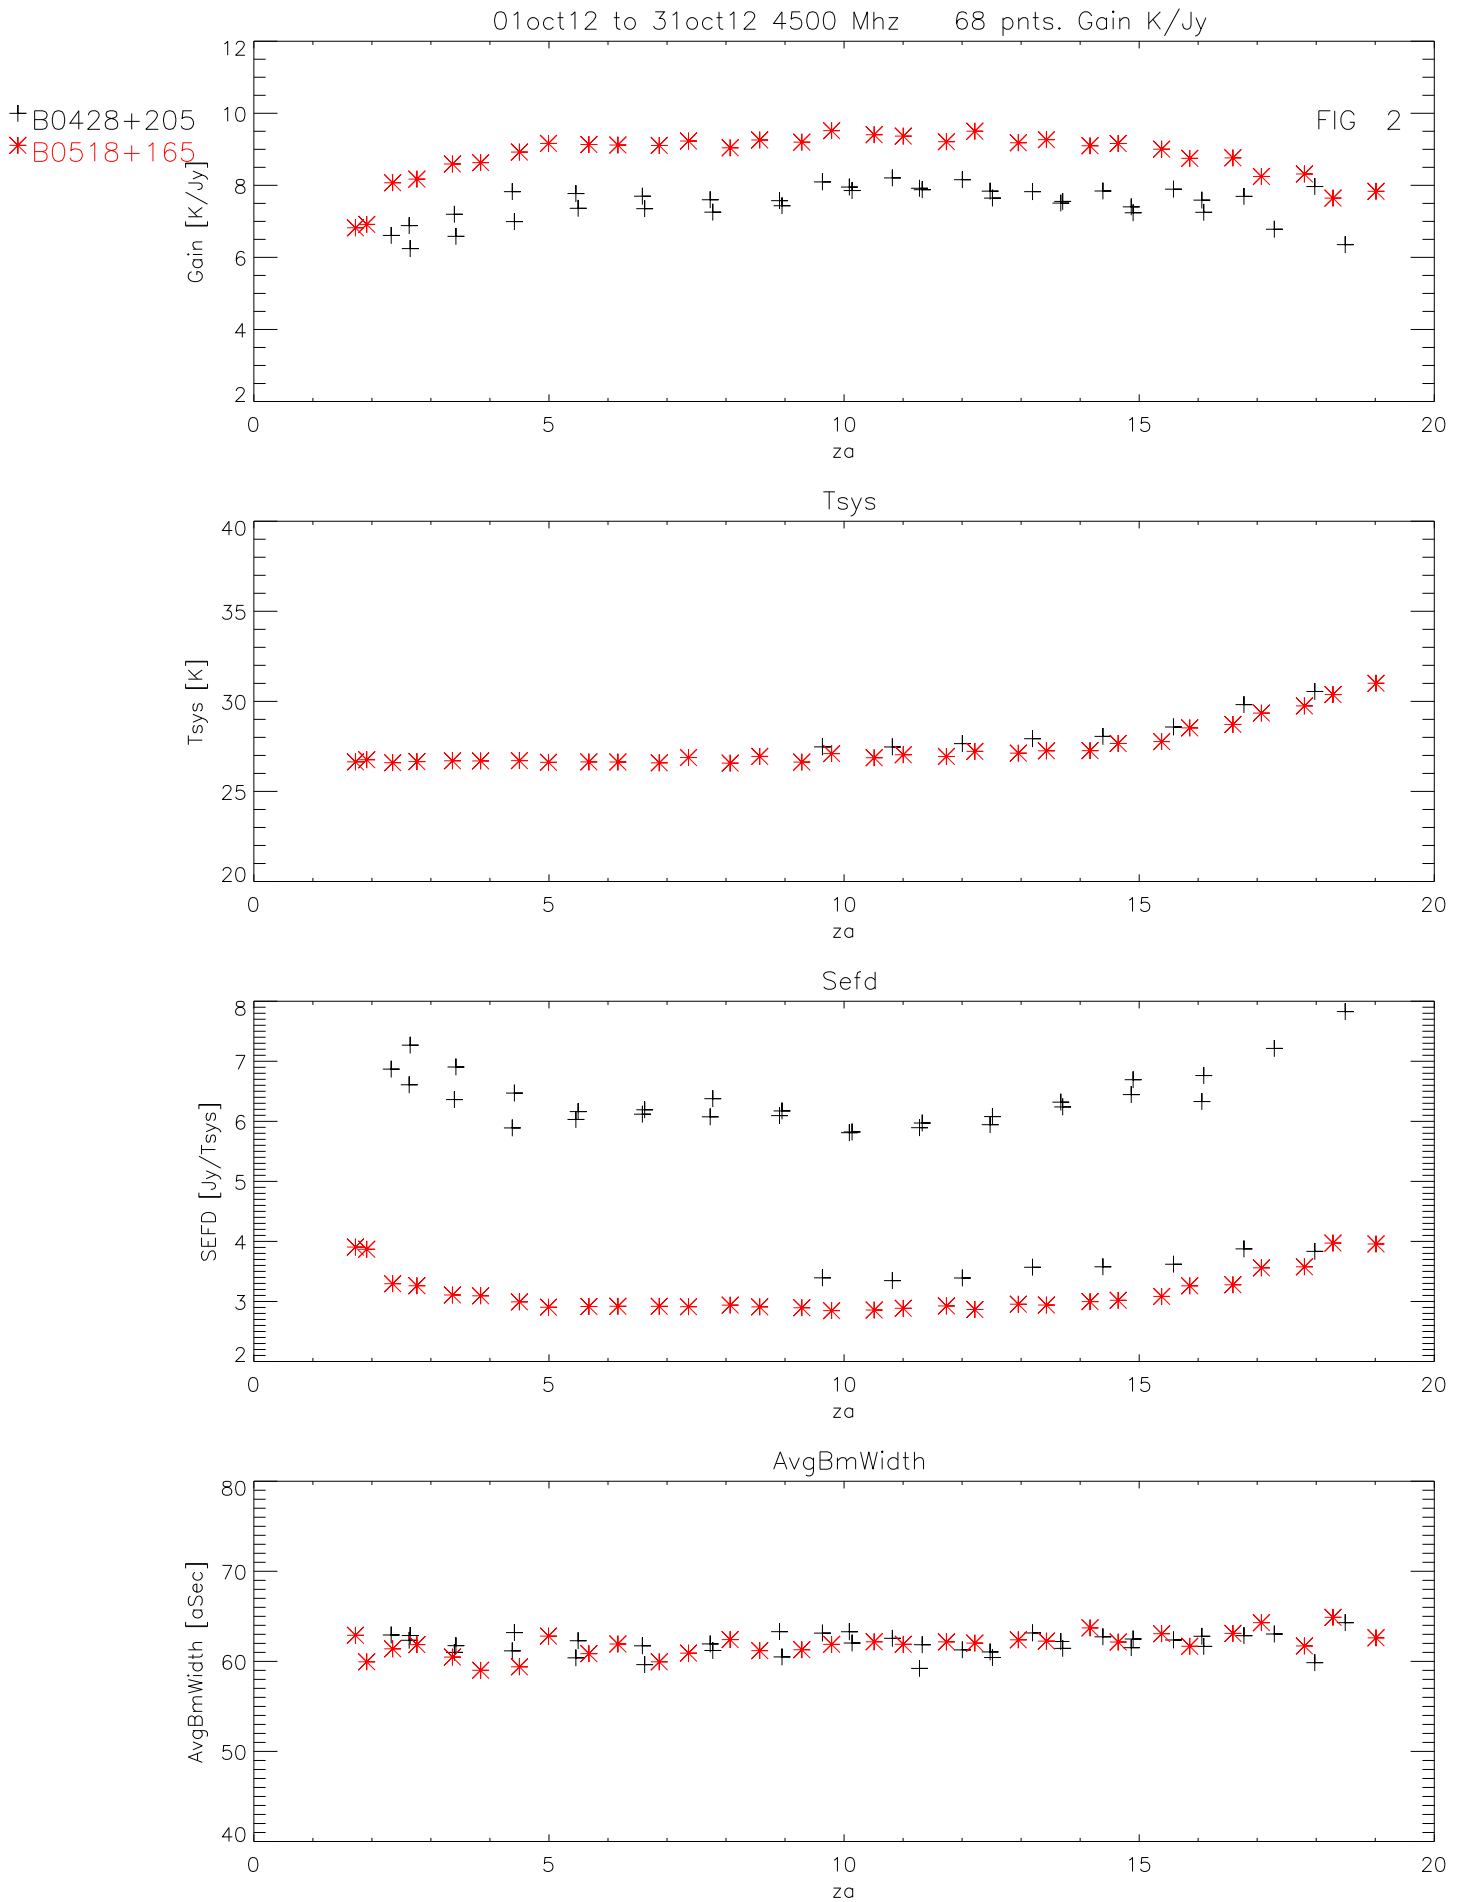 01oct12 to 31oct12 4500 Mhz 68 pnts. Gain K/Jy
+B0428+205
B0518+165
FIG 2
Gain [K/Jy]
12
10
8
6
4
2
0 5 10 15 20
za
Tsys
Tsys [K]
40
35
30
25
20
0 5 10 15 20
za
Sefd
SEFD [Jy/Tsys]
8
7
6
5
4
3
2
0 5 10 15 20
za
AvgBmWidth
AvgBmWidth [aSec]
80
70
60
50
40
0 5 10 15 20
za